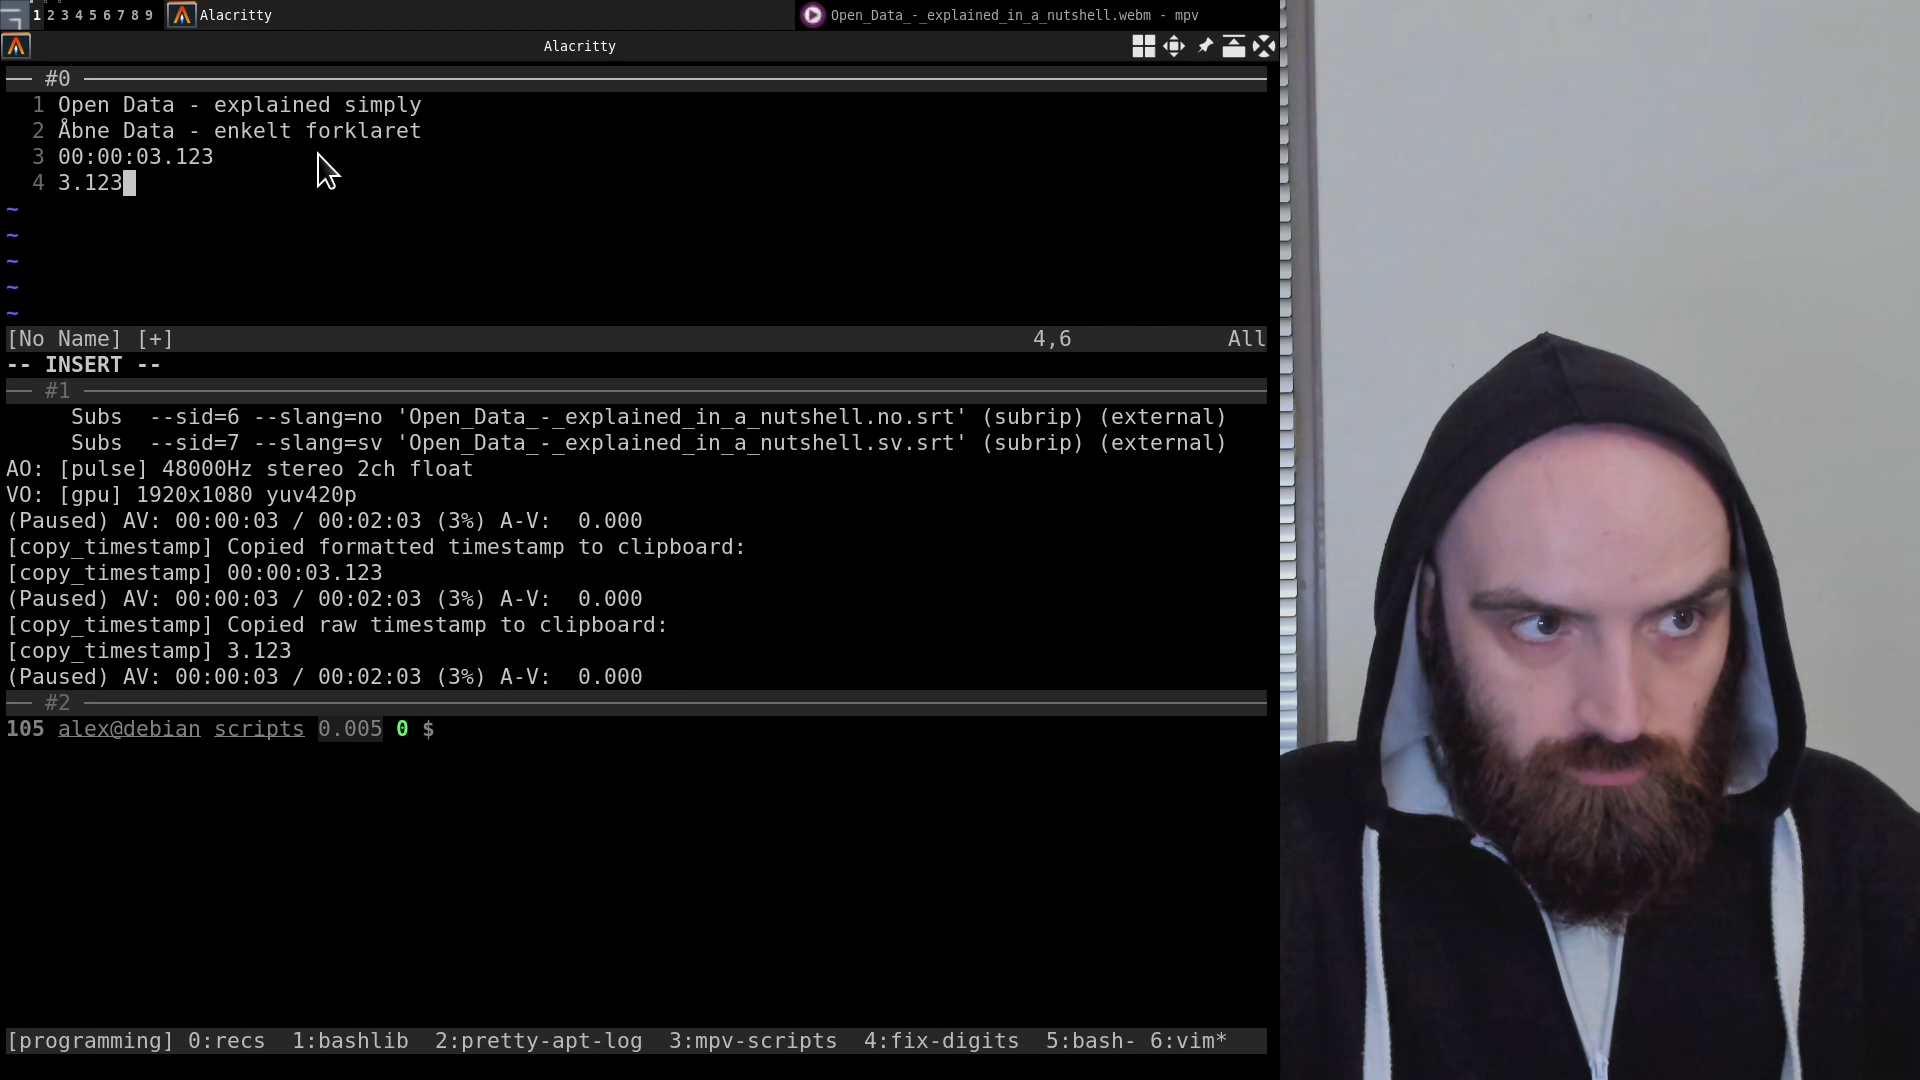 1 2 3 4 5 6 7 8 9 Alacritty Open_Data_-_explained_in_a_nutshell.webm - mpv
Alacritty
#0
1 Open Data - explained simply
2 Åbne Data - enkelt forklaret
3 00:00:03.123
4 3.123
~
~
~
~
~
[No Name] [+] 4,6 All
-- INSERT --
#1
Subs --sid=6 --slang=no 'Open_Data_-_explained_in_a_nutshell.no.srt' (subrip) (external)
Subs --sid=7 --slang=sv 'Open_Data_-_explained_in_a_nutshell.sv.srt' (subrip) (external)
AO: [pulse] 48000Hz stereo 2ch float
VO: [gpu] 1920x1080 yuv420p
(Paused) AV: 00:00:03 / 00:02:03 (3%) A-V: 0.000
[copy_timestamp] Copied formatted timestamp to clipboard:
[copy_timestamp] 00:00:03.123
(Paused) AV: 00:00:03 / 00:02:03 (3%) A-V: 0.000
[copy_timestamp] Copied raw timestamp to clipboard:
[copy_timestamp] 3.123
(Paused) AV: 00:00:03 / 00:02:03 (3%) A-V: 0.000
#2
105 alex@debian scripts 0.005 0 $
[programming] 0:recs 1:bashlib 2:pretty-apt-log 3:mpv-scripts 4:fix-digits 5:bash- 6:vim*